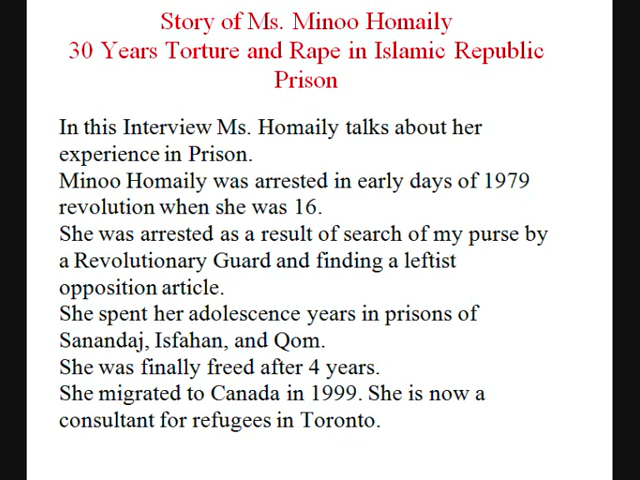 Story of Ms. Minoo Homaily
30 Years Torture and Rape in Islamic Republic
Prison
In this Interview Ms. Homaily talks about her
experience in Prison.
Minoo Homaily was arrested in early days of 1979
revolution when she was 16.
She was arrested as a result of search of my purse by
a Revolutionary Guard and finding a leftist
opposition article.
She spent her adolescence years in prisons of
Sanandaj, Isfahan, and Qom.
She was finally freed after 4 years.
She migrated to Canada in 1999. She is now a
consultant for refugees in Toronto.